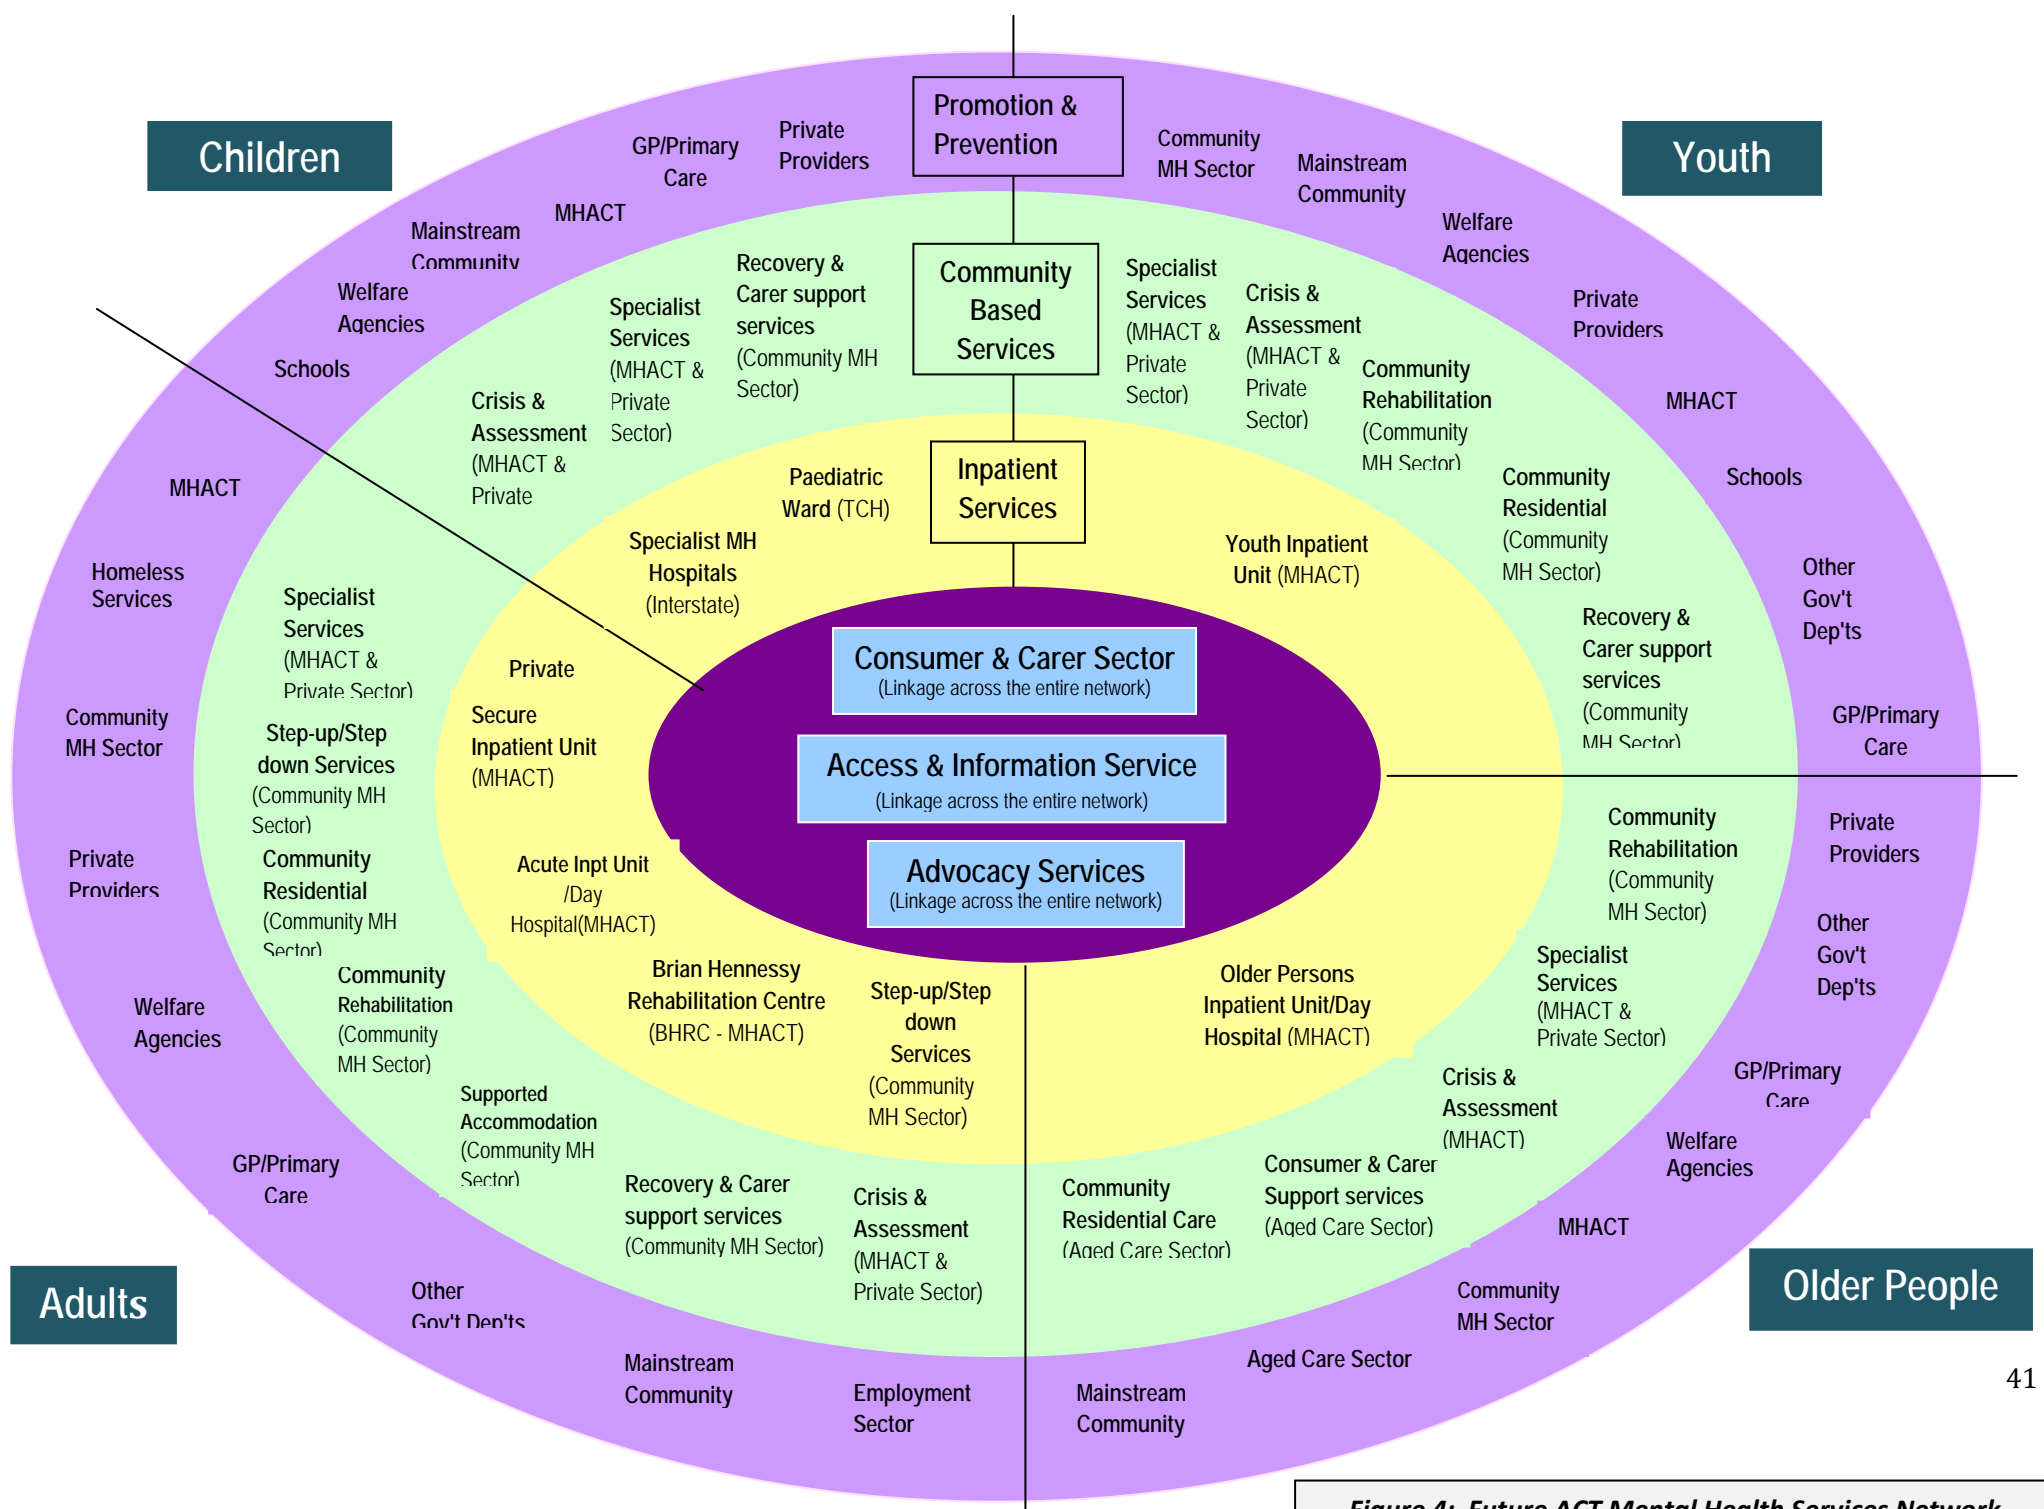 Promotion &
Prevention
Community
Based
Services
Inpatient
Services
Consumer & Carer Sector
(Linkage across the entire network)
Access & Information Service
(Linkage across the entire network)
Advocacy Services
(Linkage across the entire network)
Children
Private
Providers
GP/Primary
Care
MHACT
Mainstream
Community
Welfare
Agencies
Schools
Recovery &
Carer support
services
(Community MH
Sector)
Specialist
Services
(MHACT &
Private
Sector)
Crisis &
Assessment
(MHACT &
Private
Paediatric
Ward (TCH)
Specialist MH
Hospitals
(Interstate)
Youth
Community
MH Sector
Mainstream
Community
Welfare
Agencies
Private
Providers
MHACT
Schools
Other
Gov't
Dep'ts
GP/Primary
Care
Specialist
Services
(MHACT &
Private
Sector)
Crisis &
Assessment
(MHACT &
Private
Sector)
Community
Rehabilitation
(Community
MH Sector)
Community
Residential
(Community
MH Sector)
Recovery &
Carer support
services
(Community
MH Sector)
Youth Inpatient
Unit (MHACT)
Adults
MHACT
Homeless
Services
Community
MH Sector
Private
Providers
Welfare
Agencies
GP/Primary
Care
Other
Gov't Dep'ts
Mainstream
Community
Employment
Sector
Specialist
Services
(MHACT &
Private Sector)
Step-up/Step
down Services
(Community MH
Sector)
Community
Residential
(Community MH
Sector)
Community
Rehabilitation
(Community
MH Sector)
Supported
Accommodation
(Community MH
Sector)
Recovery & Carer
support services
(Community MH Sector)
Crisis &
Assessment
(MHACT &
Private Sector)
Private
Secure
Inpatient Unit
(MHACT)
Acute Inpt Unit
/Day
Hospital(MHACT)
Brian Hennessy
Rehabilitation Centre
(BHRC - MHACT)
Step-up/Step
down
Services
(Community
MH Sector)
Older People
Private
Providers
Other
Gov't
Dep'ts
GP/Primary
Care
Welfare
Agencies
MHACT
Community
MH Sector
Aged Care Sector
Mainstream
Community
Community
Rehabilitation
(Community
MH Sector)
Specialist
Services
(MHACT &
Private Sector)
Crisis &
Assessment
(MHACT)
Consumer & Carer
Support services
(Aged Care Sector)
Community
Residential Care
(Aged Care Sector)
Older Persons
Inpatient Unit/Day
Hospital (MHACT)
41
Figure 4: Future ACT Mental Health Services Network